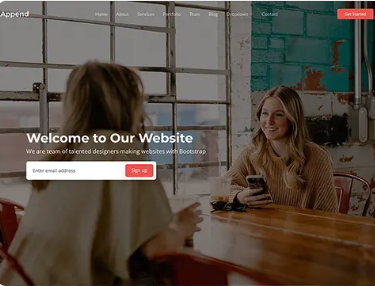 Append
Home About Services Portfolio Team Blog Dropdown Contact
Get Started
Welcome to Our Website
We are team of talented designers making websites with Bootstrap
Enter email address
Sign up